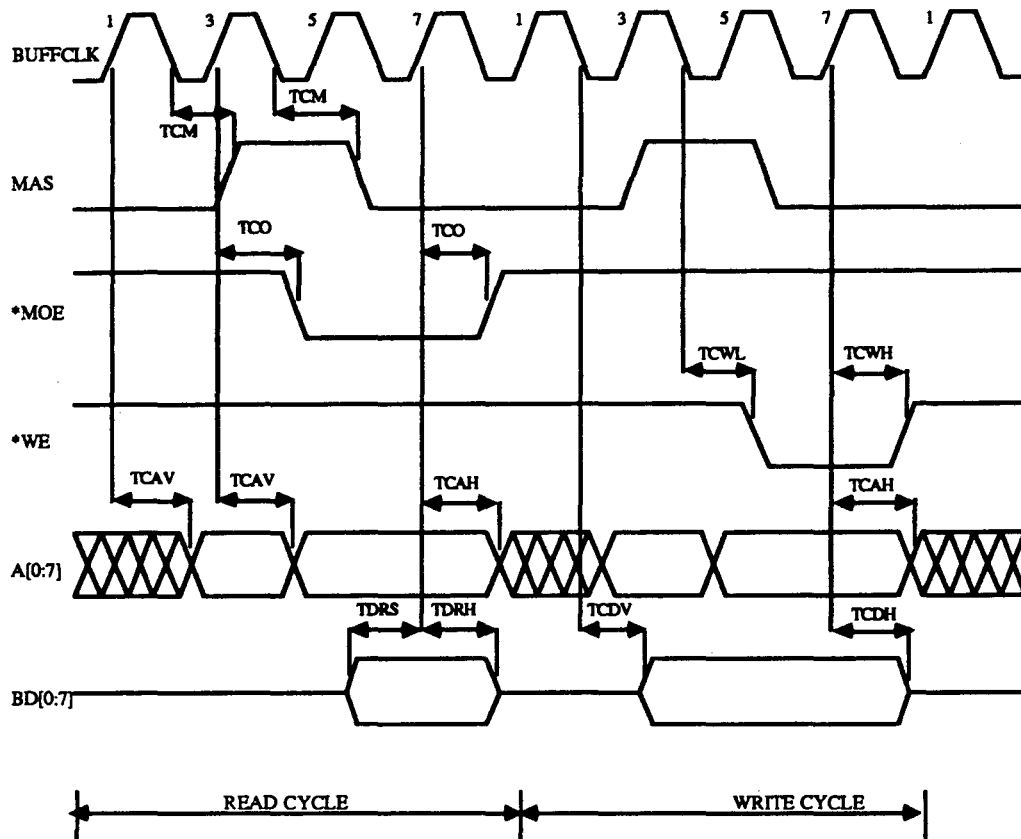 1 3 5 7 1 3 5 7 1
BUFFCLK
TCM
TCM
MAS
TCO TCO
*MOE
TCWL TCWH
*WE
TCAV TCAV TCAH TCAH
A[0:7]
TDRS TDRH TCDV TCDH
BD[0:7]
READ CYCLE WRITE CYCLE